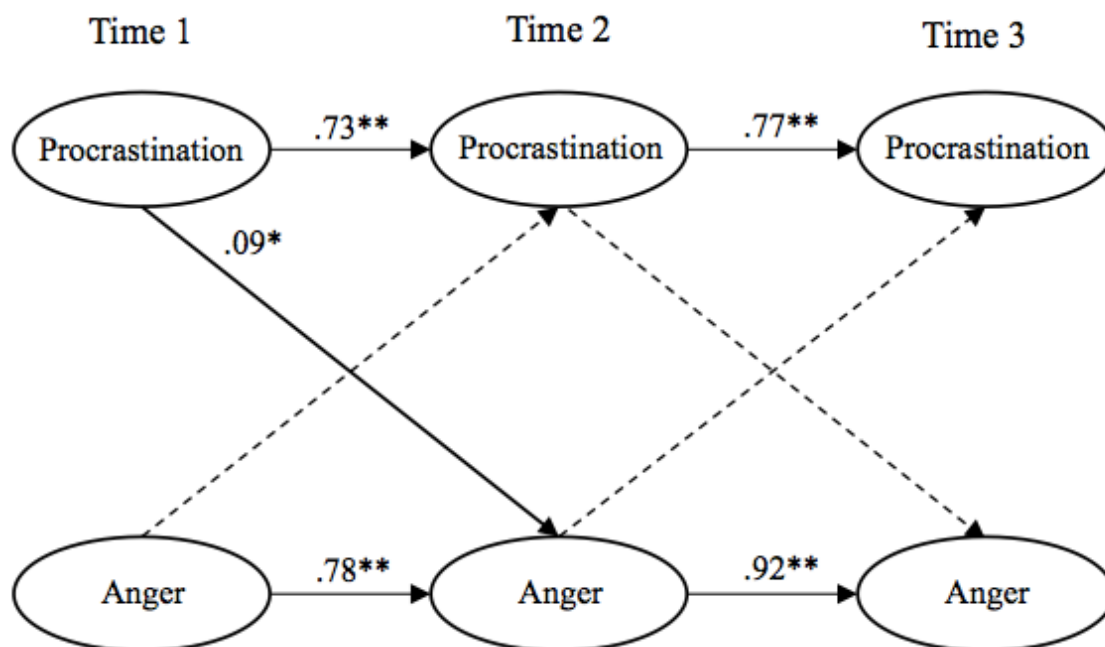 Time 1
Time 2
Time 3
Procrastination
.73**
Procrastination
.77**
Procrastination
.09*
Anger
.78**
Anger
.92**
Anger